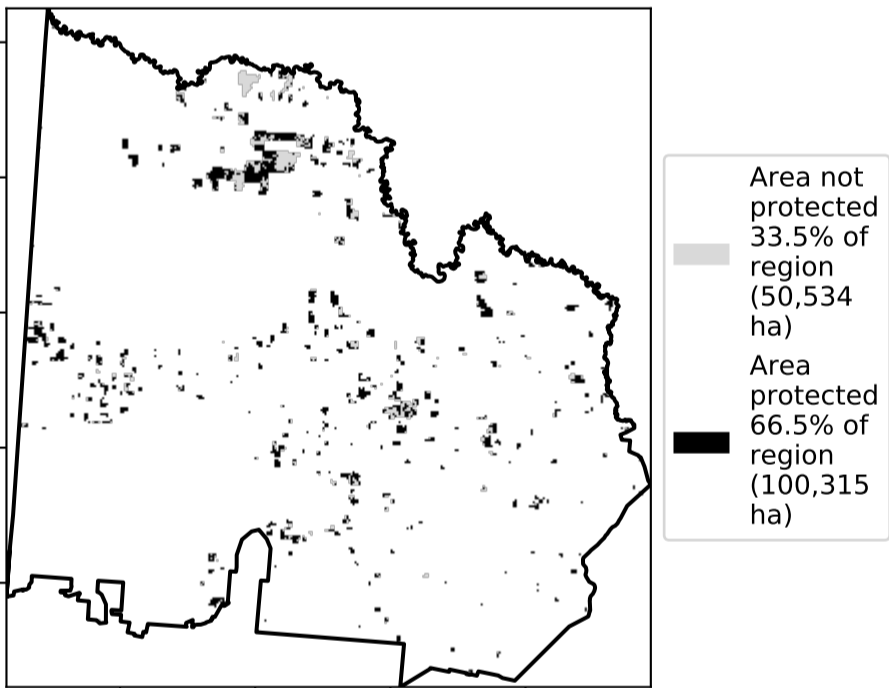 Area not
protected
33.5% of
region
(50,534
ha)
Area
protected
66.5% of
region
(100,315
ha)